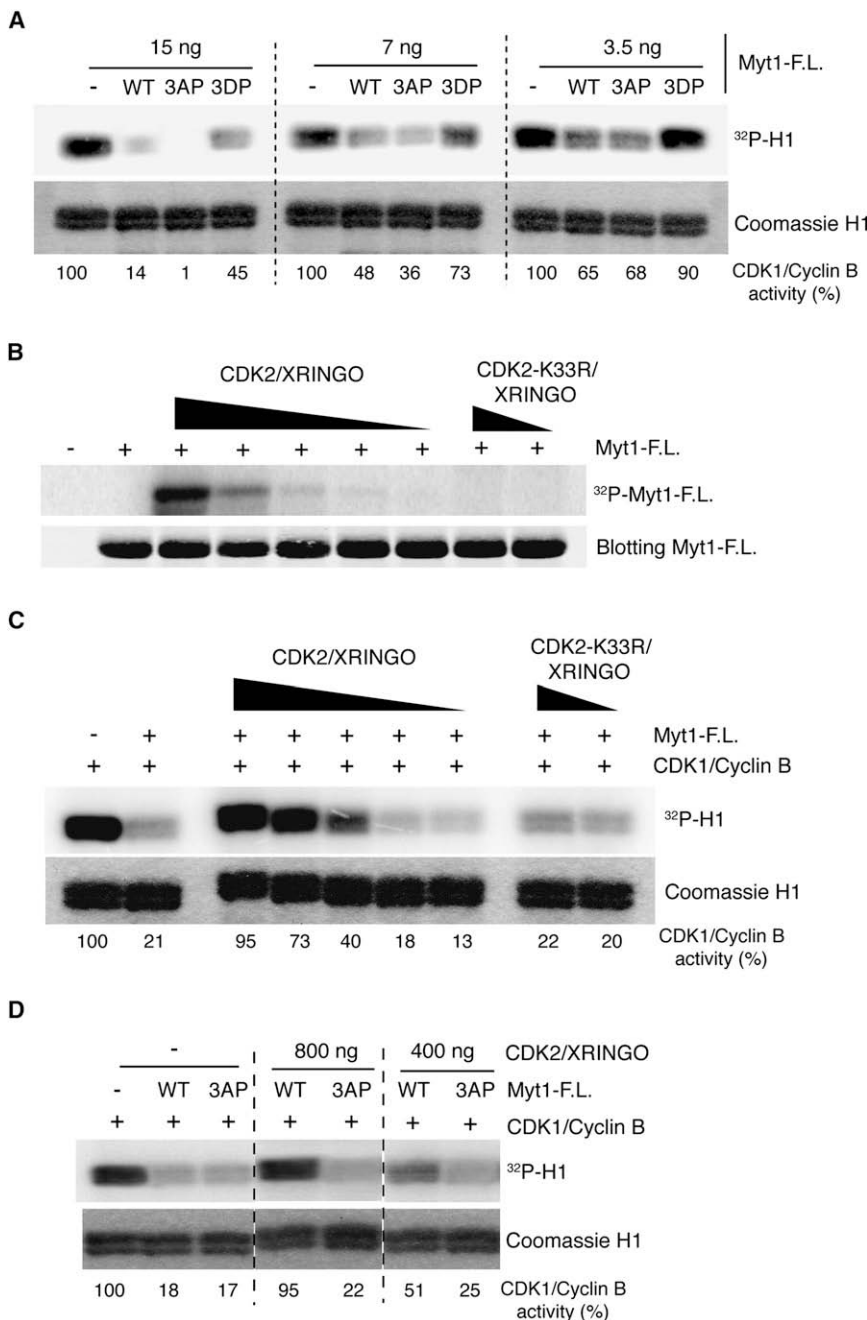 A
15 ng 7 ng 3.5 ng
Myt1-F.L.
- WT 3AP 3DP - WT 3AP 3DP - WT 3AP 3DP
³²P-H1
Coomassie H1
100 14 1 45 100 48 36 73 100 65 68 90 CDK1/Cyclin B
activity (%)
B
CDK2/XRINGO CDK2-K33R/
XRINGO
- + + + + + + + + Myt1-F.L.
³²P-Myt1-F.L.
Blotting Myt1-F.L.
C
CDK2/XRINGO CDK2-K33R/
XRINGO
- + + + + + + + + Myt1-F.L.
+ + + + + + + + + CDK1/Cyclin B
³²P-H1
Coomassie H1
100 21 95 73 40 18 13 22 20 CDK1/Cyclin B
activity (%)
D
- 800 ng 400 ng CDK2/XRINGO
- WT 3AP WT 3AP WT 3AP Myt1-F.L.
+ + + + + + + CDK1/Cyclin B
³²P-H1
Coomassie H1
100 18 17 95 22 51 25 CDK1/Cyclin B
activity (%)